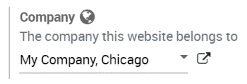 Company
The company this website belongs to
My Company, Chicago